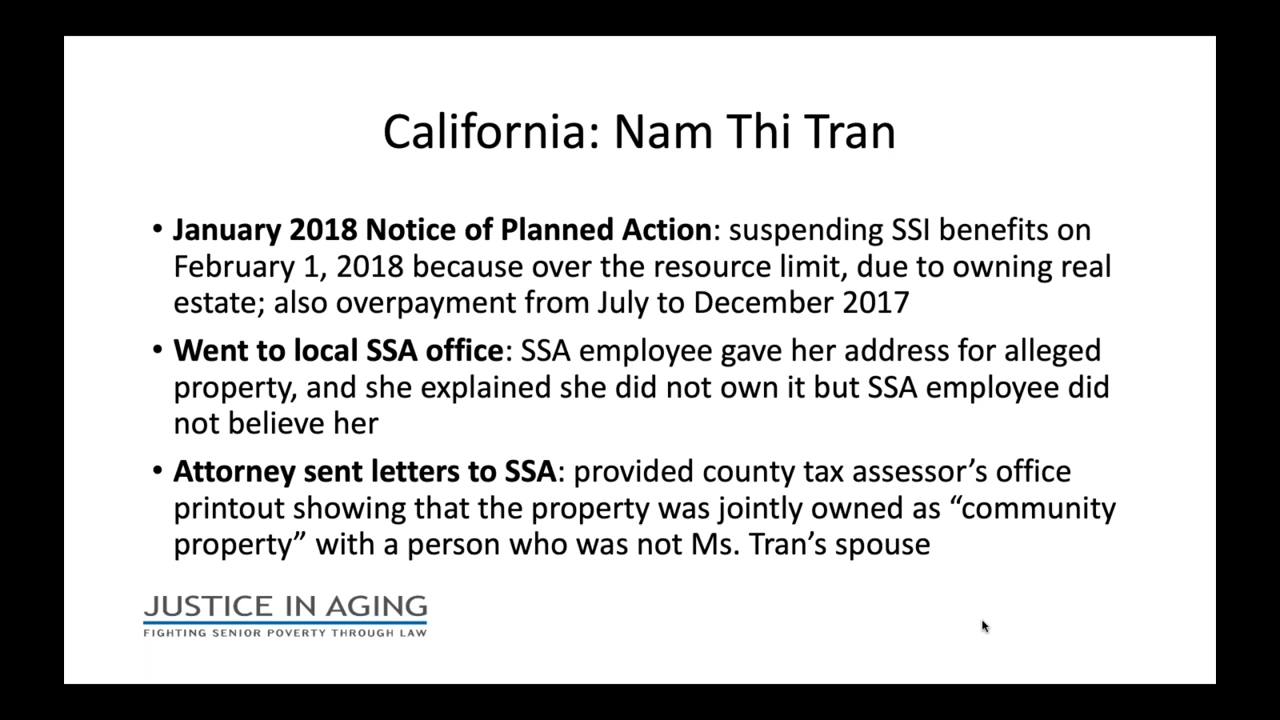 California: Nam Thi Tran
• January 2018 Notice of Planned Action: suspending SSI benefits on
February 1, 2018 because over the resource limit, due to owning real
estate; also overpayment from July to December 2017
• Went to local SSA office: SSA employee gave her address for alleged
property, and she explained she did not own it but SSA employee did
not believe her
• Attorney sent letters to SSA: provided county tax assessor’s office
printout showing that the property was jointly owned as “community
property” with a person who was not Ms. Tran’s spouse
JUSTICE IN AGING
FIGHTING SENIOR POVERTY THROUGH LAW